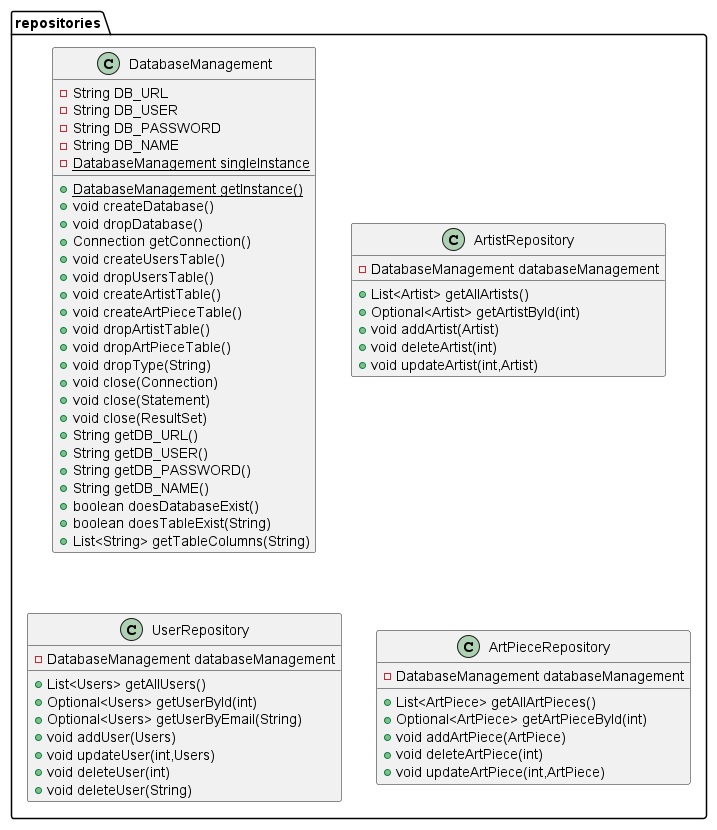 repositories
C DatabaseManagement
String DB_URL
String DB_USER
String DB_PASSWORD
String DB_NAME
DatabaseManagement singleInstance
DatabaseManagement getInstance()
void createDatabase()
void dropDatabase()
Connection getConnection()
void createUsersTable()
void dropUsersTable()
void createArtistTable()
void createArtPieceTable()
void dropArtistTable()
void dropArtPieceTable()
void dropType(String)
void close(Connection)
void close(Statement)
void close(ResultSet)
String getDB_URL()
String getDB_USER()
String getDB_PASSWORD()
String getDB_NAME()
boolean doesDatabaseExist()
boolean doesTableExist(String)
List<String> getTableColumns(String)
C ArtistRepository
DatabaseManagement databaseManagement
List<Artist> getAllArtists()
Optional<Artist> getArtistById(int)
void addArtist(Artist)
void deleteArtist(int)
void updateArtist(int,Artist)
C UserRepository
DatabaseManagement databaseManagement
List<Users> getAllUsers()
Optional<Users> getUserById(int)
Optional<Users> getUserByEmail(String)
void addUser(Users)
void updateUser(int,Users)
void deleteUser(int)
void deleteUser(String)
C ArtPieceRepository
DatabaseManagement databaseManagement
List<ArtPiece> getAllArtPieces()
Optional<ArtPiece> getArtPieceById(int)
void addArtPiece(ArtPiece)
void deleteArtPiece(int)
void updateArtPiece(int,ArtPiece)